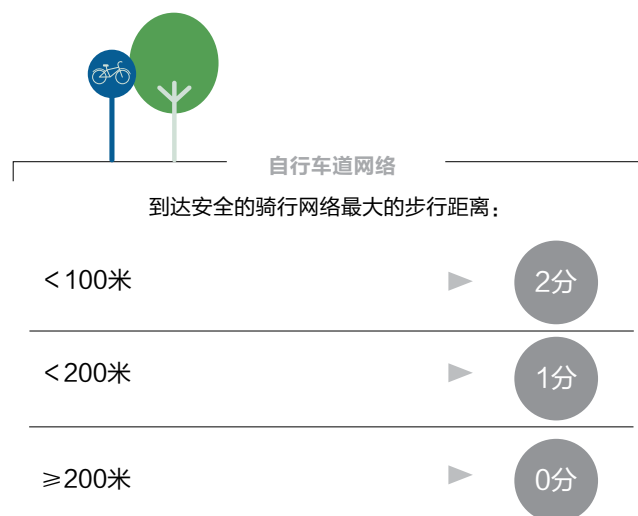 自行车道网络
到达安全的骑行网络最大的步行距离：
<100米 2分
<200米 1分
≥200米 0分